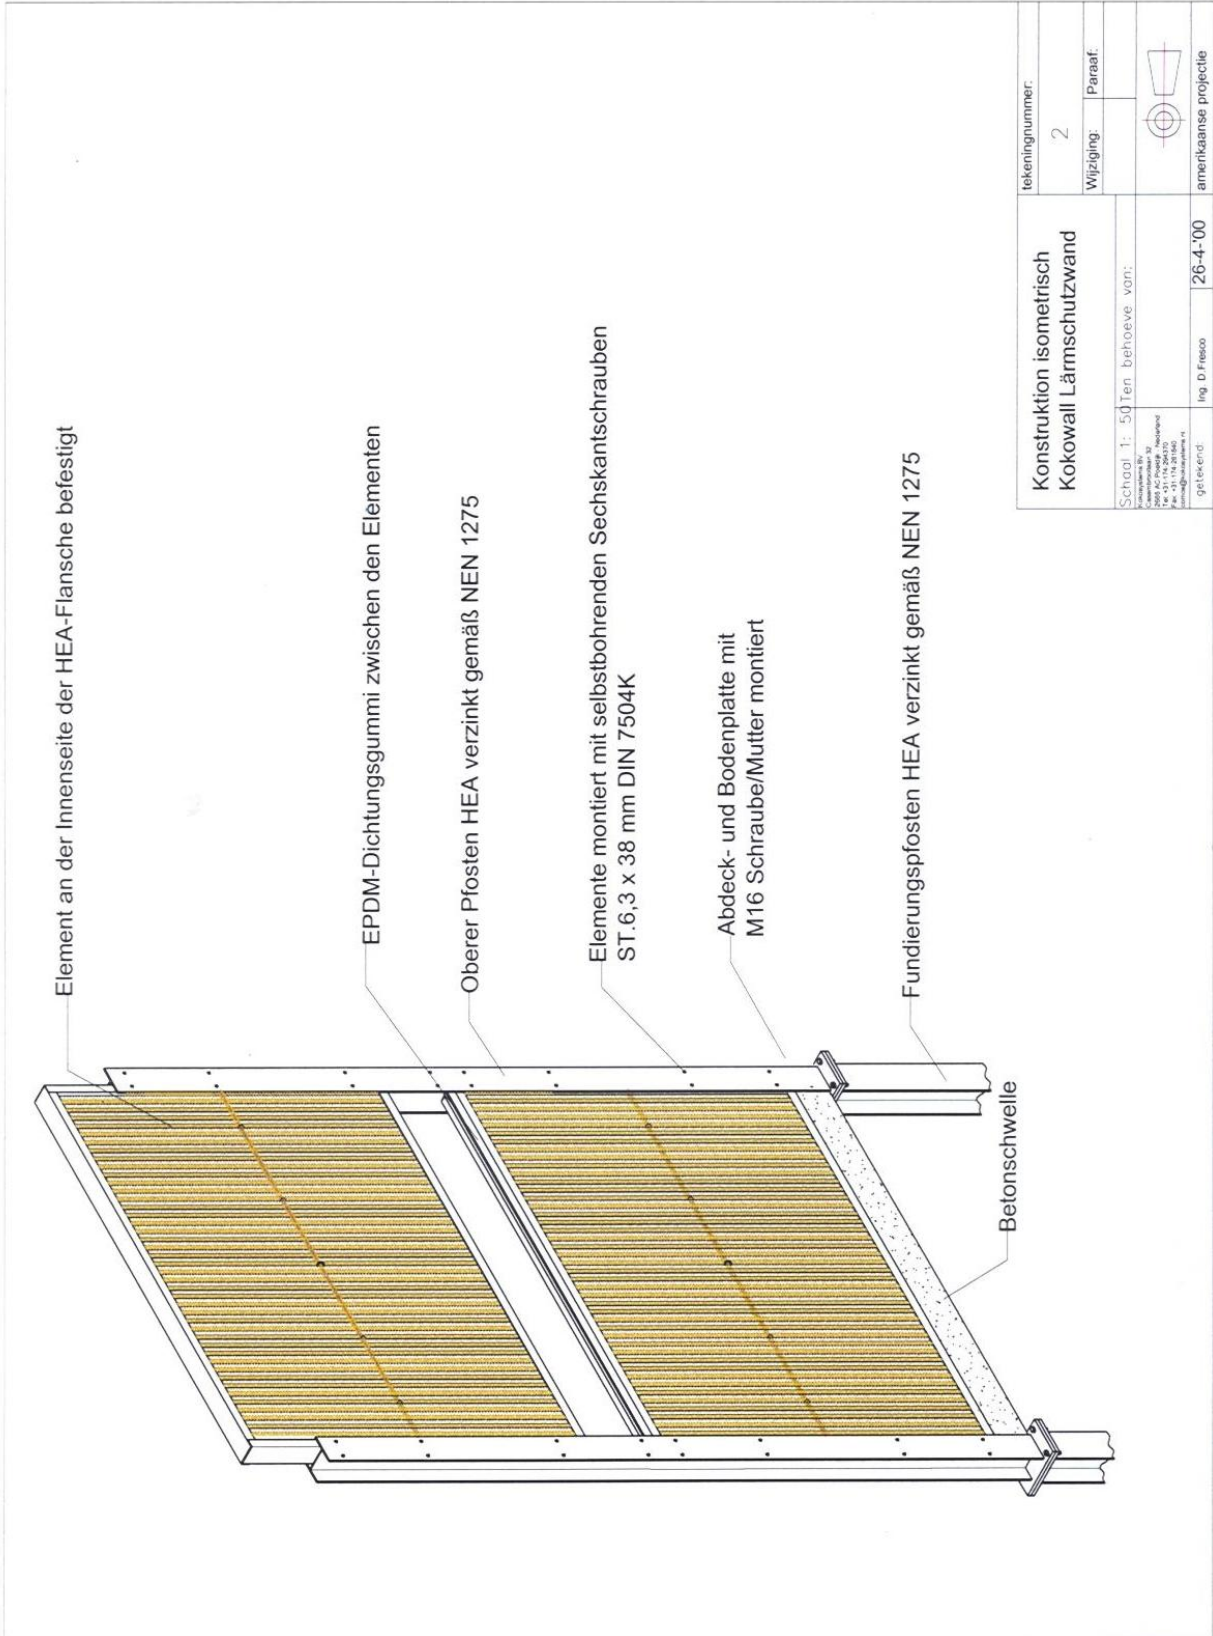 Element an der Innenseite der HEA-Flansche befestigt
EPDM-Dichtungsgummi zwischen den Elementen
Oberer Pfosten HEA verzinkt gemäß NEN 1275
Elemente montiert mit selbstbohrenden Sechskantschrauben
ST.6,3 x 38 mm DIN 7504K
Abdeck- und Bodenplatte mit
M16 Schraube/Mutter montiert
Fundierungspfosten HEA verzinkt gemäß NEN 1275
Betonschwelle
Konstruktion isometrisch
Kokowall Lärmschutzwand
tekeningnummer:
2
Wijziging:
Paraaf:
Schaal 1: 50
Ten behoeve van:
Kokosystems BV
getekend:
Ing. D.Fresco
26-4-'00
amerikaanse projectie